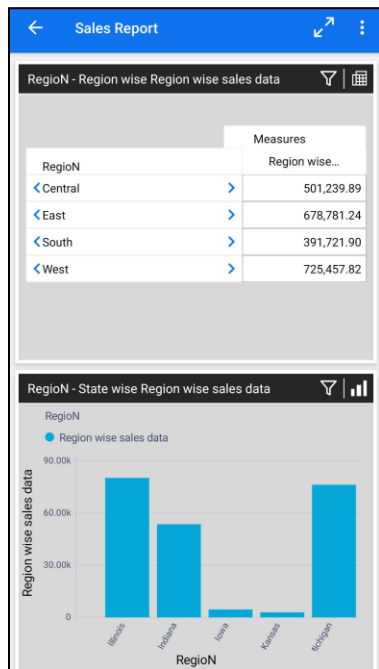 Sales Report
RegioN - Region wise Region wise sales data
Measures
RegioN Region wise...
Central 501,239.89
East 678,781.24
South 391,721.90
West 725,457.82
RegioN - State wise Region wise sales data
RegioN
Region wise sales data
Region wise sales data
90.00k
60.00k
30.00k
0
Illinois Indiana Iowa Kansas
RegioN